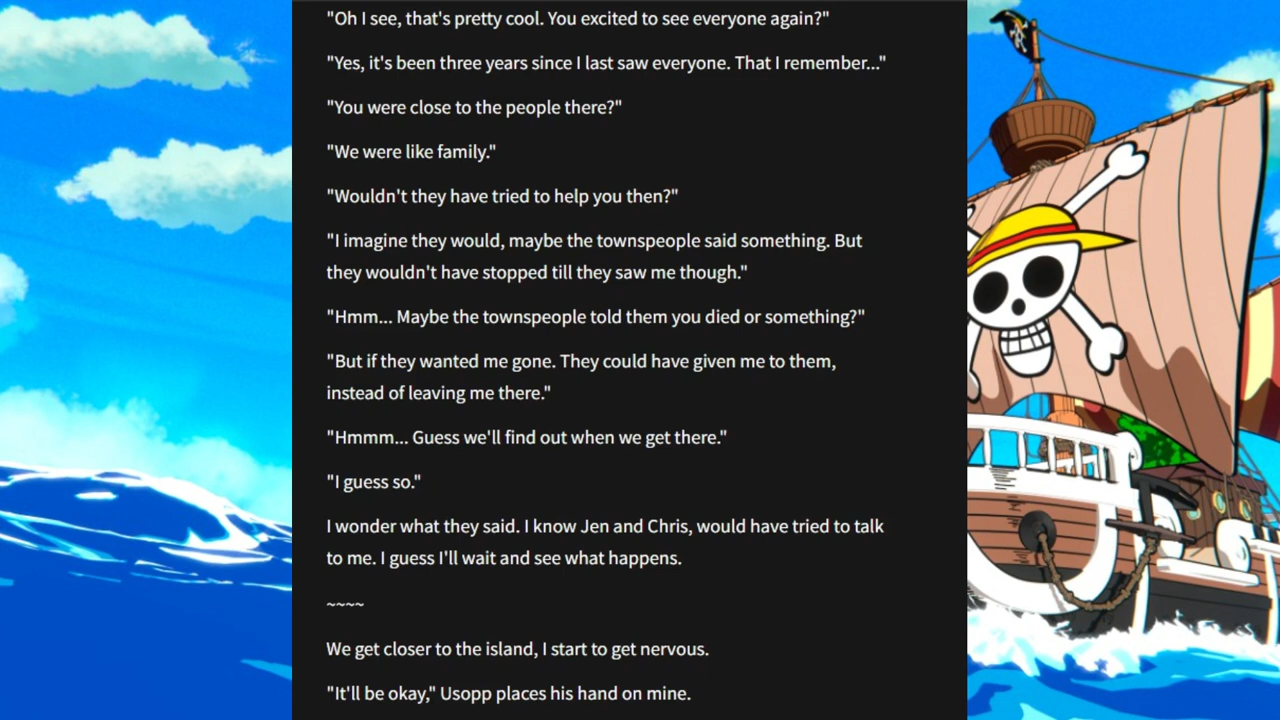 "Oh I see, that's pretty cool. You excited to see everyone again?"
"Yes, it's been three years since I last saw everyone. That I remember..."
"You were close to the people there?"
"We were like family."
"Wouldn't they have tried to help you then?"
"I imagine they would, maybe the townspeople said something. But
they wouldn't have stopped till they saw me though."
"Hmm... Maybe the townspeople told them you died or something?"
"But if they wanted me gone. They could have given me to them,
instead of leaving me there."
"Hmmm... Guess we'll find out when we get there."
"I guess so."
I wonder what they said. I know Jen and Chris, would have tried to talk
to me. I guess I'll wait and see what happens.
~~~~
We get closer to the island, I start to get nervous.
"It'll be okay," Usopp places his hand on mine.